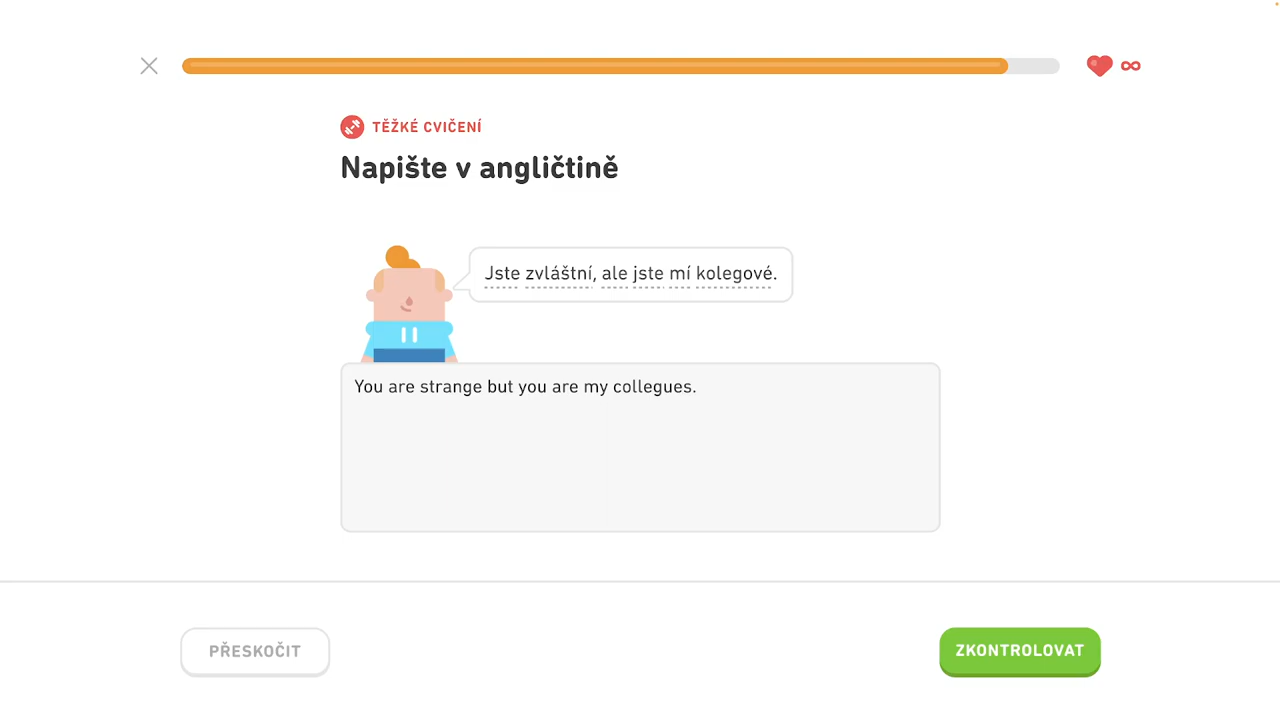 ∞
TĚŽKÉ CVIČENÍ
Napište v angličtině
Jste zvláštní, ale jste mí kolegové.
You are strange but you are my collegues.
PŘESKOČIT
ZKONTROLOVAT